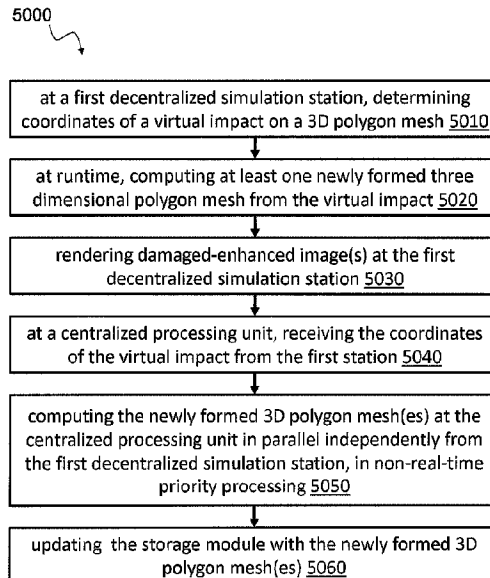 5000
at a first decentralized simulation station, determining
coordinates of a virtual impact on a 3D polygon mesh 5010
at runtime, computing at least one newly formed three
dimensional polygon mesh from the virtual impact 5020
rendering damaged-enhanced image(s) at the first
decentralized simulation station 5030
at a centralized processing unit, receiving the coordinates
of the virtual impact from the first station 5040
computing the newly formed 3D polygon mesh(es) at the
centralized processing unit in parallel independently from
the first decentralized simulation station, in non-real-time
priority processing 5050
updating the storage module with the newly formed 3D
polygon mesh(es) 5060